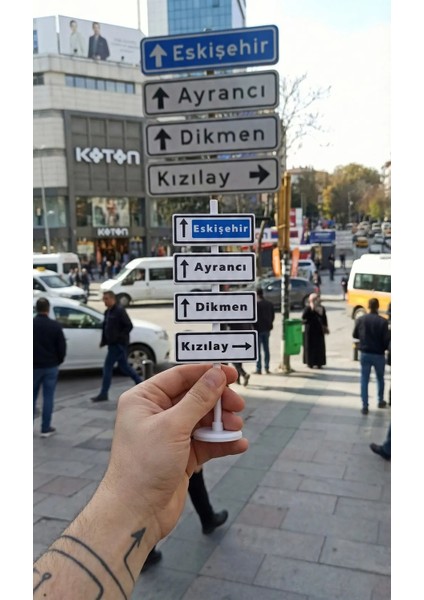 KOTON
↑ Eskişehir
↑ Ayrancı
↑ Dikmen
Kızılay →
KOTON
↑ Eskişehir
↑ Ayrancı
↑ Dikmen
Kızılay →